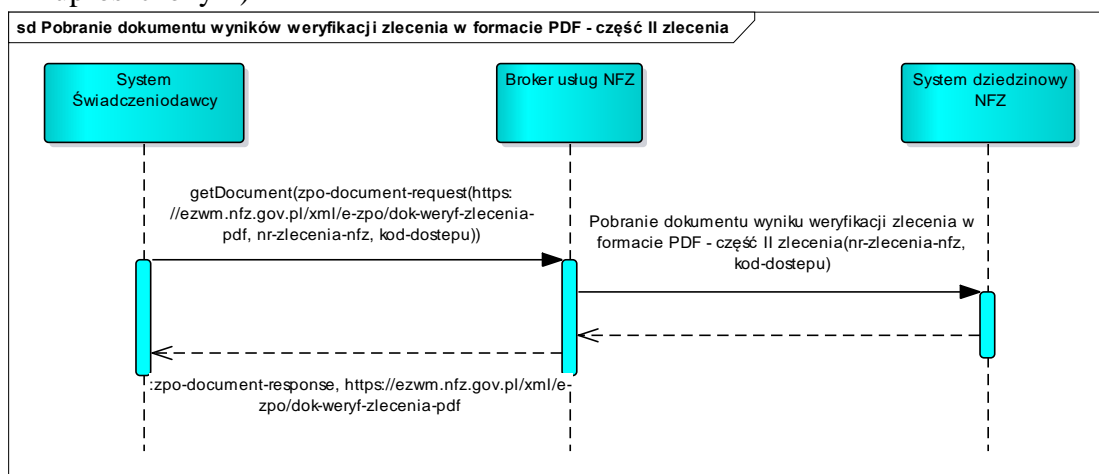 sd Pobranie dokumentu wyników weryfikacji zlecenia w formacie PDF - część II zlecenia
System
Świadczeniodawcy
Broker usług NFZ
System dziedzinowy
NFZ
getDocument(zpo-document-request(https:
//ezwm.nfz.gov.pl/xml/e-zpo/dok-weryf-zlecenia-
pdf, nr-zlecenia-nfz, kod-dostepu))
Pobranie dokumentu wyniku weryfikacji zlecenia w
formacie PDF - część II zlecenia(nr-zlecenia-nfz,
kod-dostepu)
:zpo-document-response, https://ezwm.nfz.gov.pl/xml/e-
zpo/dok-weryf-zlecenia-pdf